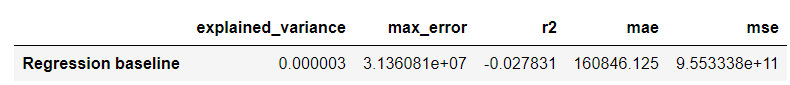 explained_variance max_error r2 mae mse
Regression baseline 0.000003 3.136081e+07 -0.027831 160846.125 9.553338e+11